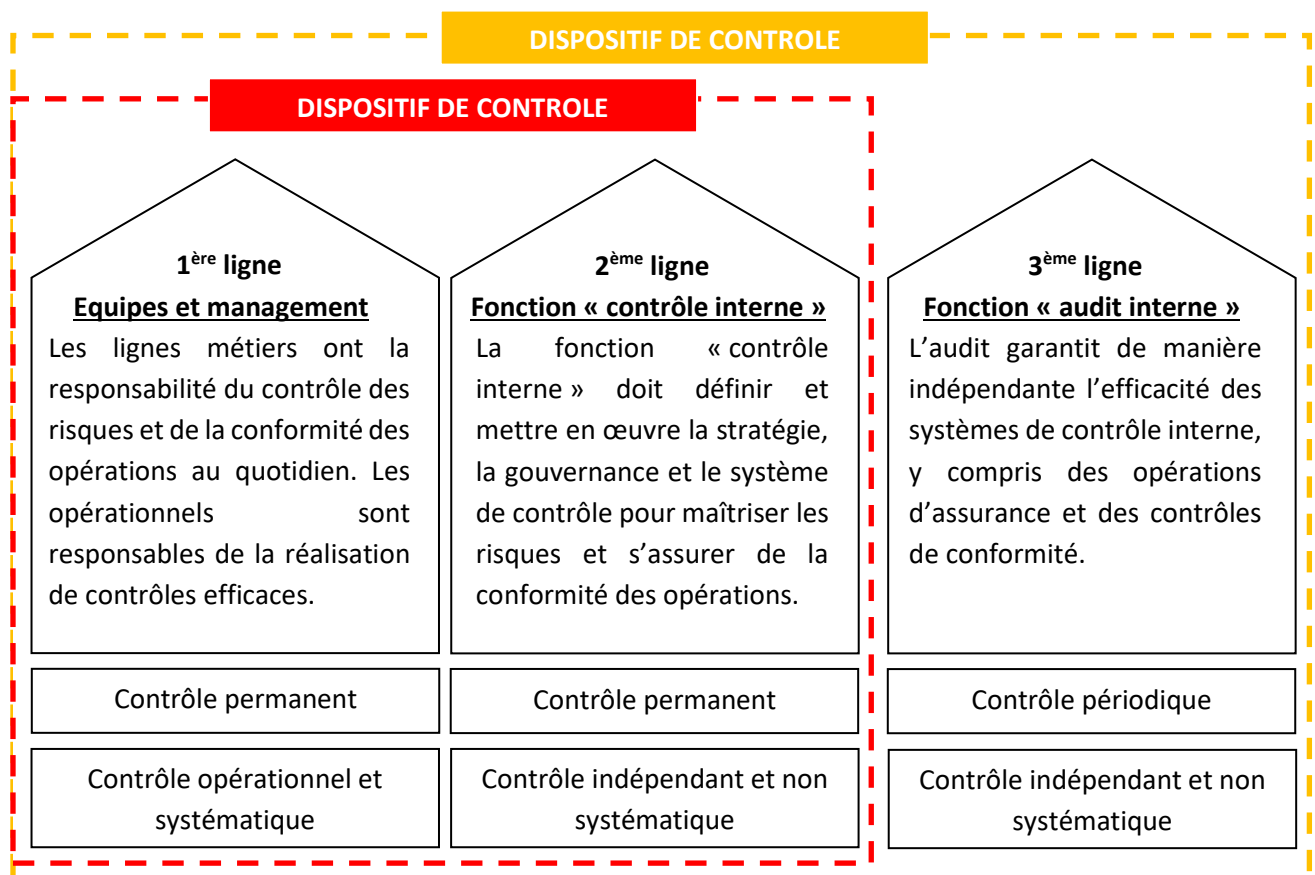 DISPOSITIF DE CONTROLE
DISPOSITIF DE CONTROLE
1ère ligne
Equipes et management
Les lignes métiers ont la
responsabilité du contrôle des
risques et de la conformité des
opérations au quotidien. Les
opérationnels sont
responsables de la réalisation
de contrôles efficaces.
Contrôle permanent
Contrôle opérationnel et
systématique
2ème ligne
Fonction « contrôle interne »
La fonction « contrôle
interne » doit définir et
mettre en œuvre la stratégie,
la gouvernance et le système
de contrôle pour maîtriser les
risques et s’assurer de la
conformité des opérations.
Contrôle permanent
Contrôle indépendant et non
systématique
3ème ligne
Fonction « audit interne »
L’audit garantit de manière
indépendante l’efficacité des
systèmes de contrôle interne,
y compris des opérations
d’assurance et des contrôles
de conformité.
Contrôle périodique
Contrôle indépendant et non
systématique